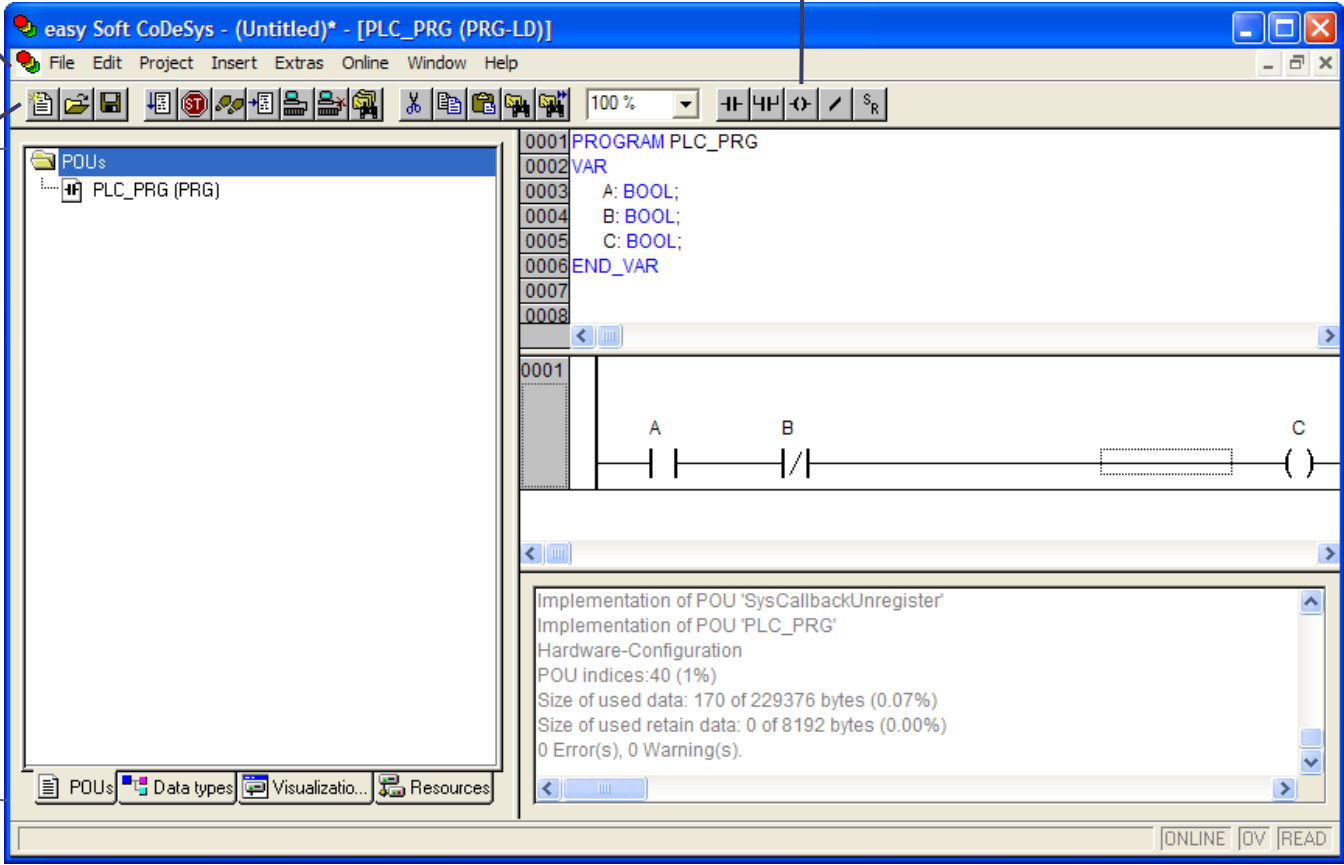 easy Soft CoDeSys - (Untitled)* - [PLC_PRG (PRG-LD)]
File Edit Project Insert Extras Online Window Help
ST 100 % S R
POUs
PLC_PRG (PRG)
0001 PROGRAM PLC_PRG
0002 VAR
0003 A: BOOL;
0004 B: BOOL;
0005 C: BOOL;
0006 END_VAR
0007
0008
0001
A B C
Implementation of POU 'SysCallbackUnregister'
Implementation of POU 'PLC_PRG'
Hardware-Configuration
POU indices:40 (1%)
Size of used data: 170 of 229376 bytes (0.07%)
Size of used retain data: 0 of 8192 bytes (0.00%)
0 Error(s), 0 Warning(s).
POUs Data types Visualizatio... Resources
ONLINE OV READ